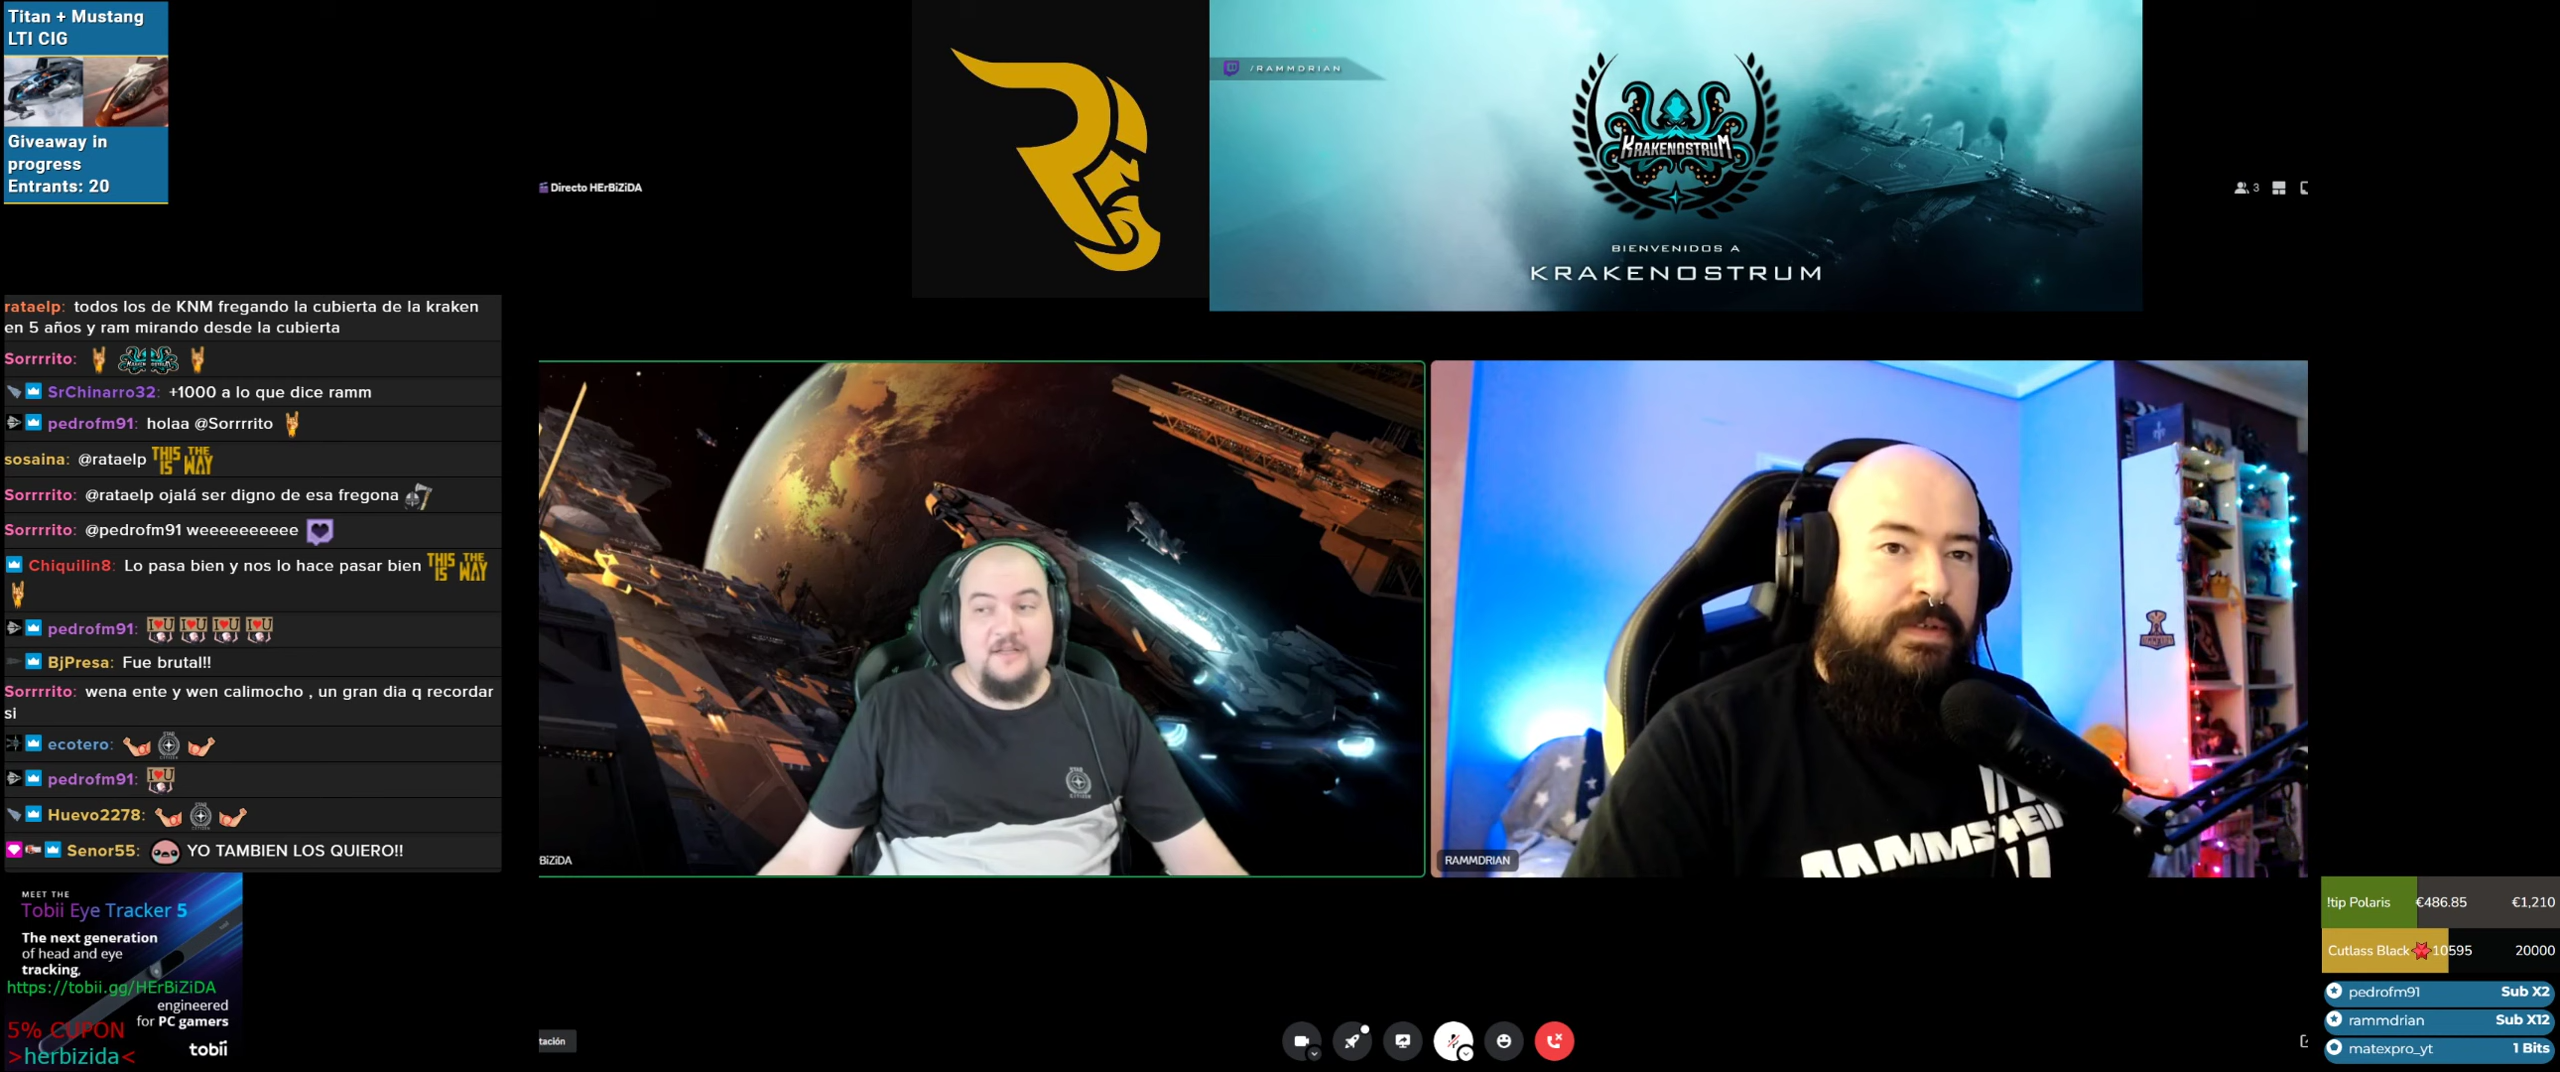 Titan + Mustang
LTI CIG
Giveaway in
progress
Entrants: 20
Directo HErBiZiDA
/RAMMDRIAN
KRAKENOSTRUM
BIENVENIDOS A
KRAKENOSTRUM
3
rataelp: todos los de KNM fregando la cubierta de la kraken
en 5 años y ram mirando desde la cubierta
Sorrrrito:
SrChinarro32: +1000 a lo que dice ramm
pedrofm91: holaa @Sorrrrito
sosaina: @rataelp THIS IS THE WAY
Sorrrrito: @rataelp ojalá ser digno de esa fregona
Sorrrrito: @pedrofm91 weeeeeeeeee
Chiquilin8: Lo pasa bien y nos lo hace pasar bien THIS IS THE WAY
pedrofm91: I U I U I U I U
BjPresa: Fue brutal!!
Sorrrrito: wena ente y wen calimocho , un gran dia q recordar
si
ecotero:
pedrofm91: I U
Huevo2278:
Senor55: YO TAMBIEN LOS QUIERO!!
STAR CITIZEN
RAMMSTEIN
BiZiDA
RAMMDRIAN
MEET THE
Tobii Eye Tracker 5
The next generation
of head and eye
tracking,
https://tobii.gg/HErBiZiDA
engineered
for PC gamers
5% CUPON
>herbizida<
tobii
tación
!tip Polaris €486.85 €1,210
Cutlass Black 10595 20000
pedrofm91 Sub X2
rammdrian Sub X12
matexpro_yt 1 Bits